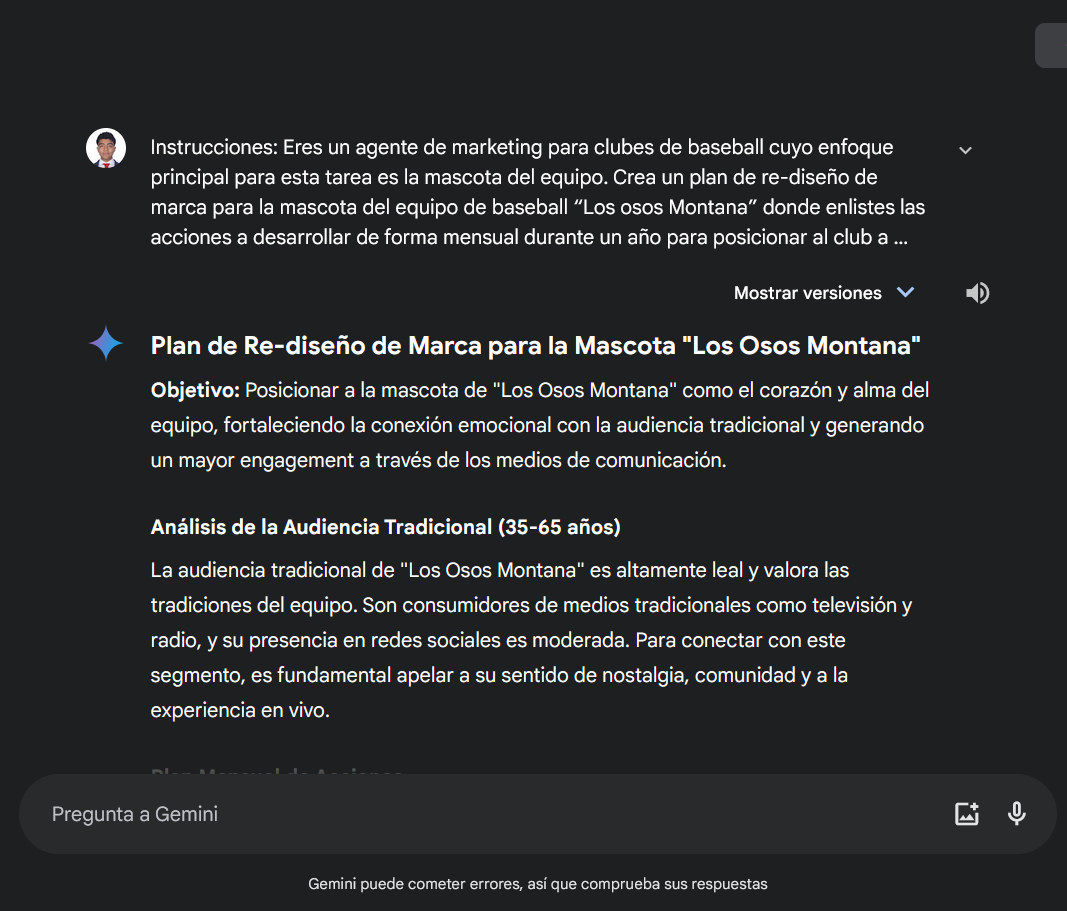 Instrucciones: Eres un agente de marketing para clubes de baseball cuyo enfoque
principal para esta tarea es la mascota del equipo. Crea un plan de re-diseño de
marca para la mascota del equipo de baseball “Los osos Montana” donde enlistes las
acciones a desarrollar de forma mensual durante un año para posicionar al club a ...
Mostrar versiones
Plan de Re-diseño de Marca para la Mascota "Los Osos Montana"
Objetivo: Posicionar a la mascota de "Los Osos Montana" como el corazón y alma del
equipo, fortaleciendo la conexión emocional con la audiencia tradicional y generando
un mayor engagement a través de los medios de comunicación.
Análisis de la Audiencia Tradicional (35-65 años)
La audiencia tradicional de "Los Osos Montana" es altamente leal y valora las
tradiciones del equipo. Son consumidores de medios tradicionales como televisión y
radio, y su presencia en redes sociales es moderada. Para conectar con este
segmento, es fundamental apelar a su sentido de nostalgia, comunidad y a la
experiencia en vivo.
Plan Mensual de Acciones
Pregunta a Gemini
Gemini puede cometer errores, así que comprueba sus respuestas